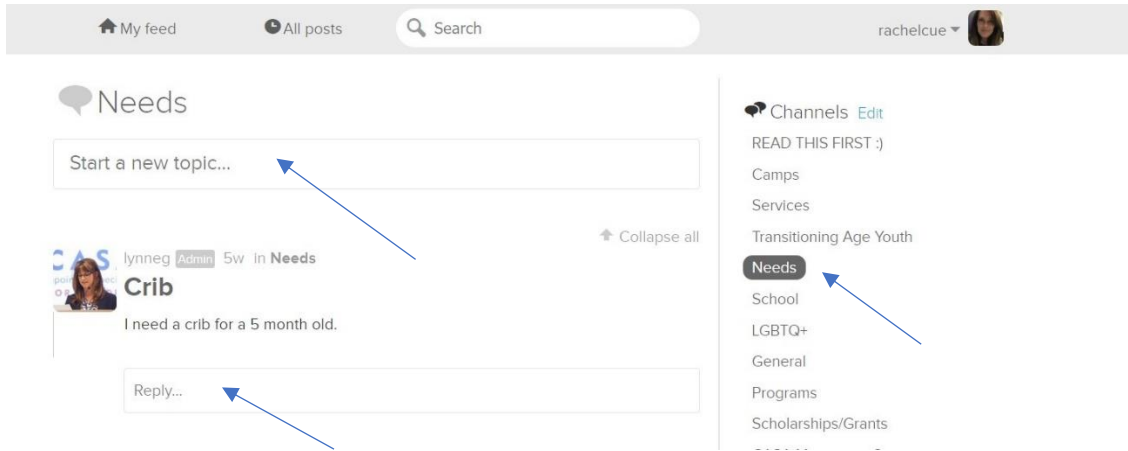 My feed
All posts
Search
rachelcue
Needs
Start a new topic...
Collapse all
lynneg Admin 5w in Needs
Crib
I need a crib for a 5 month old.
Reply...
Channels Edit
READ THIS FIRST :)
Camps
Services
Transitioning Age Youth
Needs
School
LGBTQ+
General
Programs
Scholarships/Grants